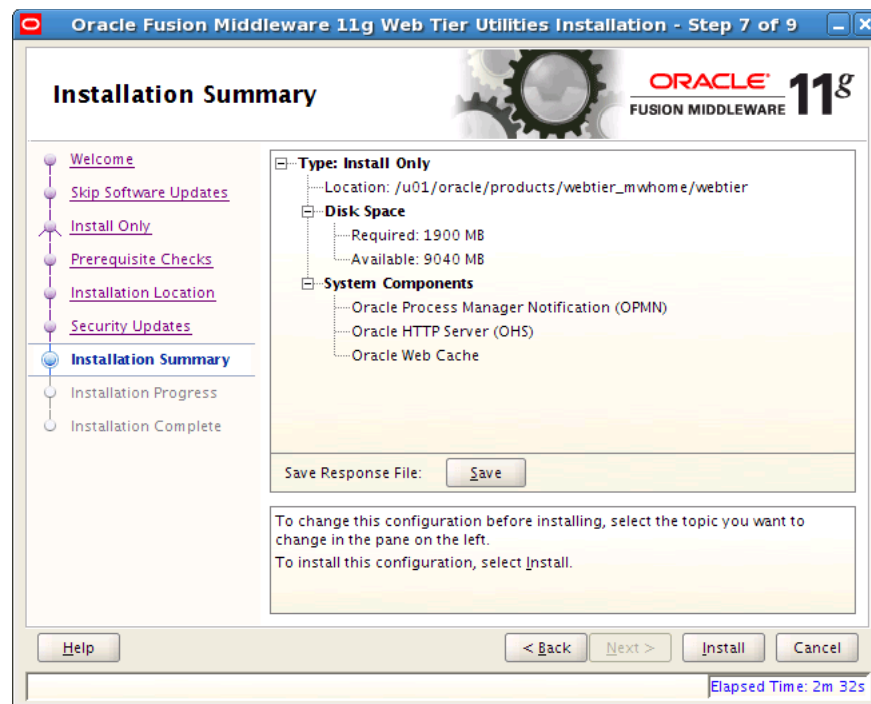 Oracle Fusion Middleware 11g Web Tier Utilities Installation - Step 7 of 9
Installation Summary
ORACLE
FUSION MIDDLEWARE
11g
Welcome
Skip Software Updates
Install Only
Prerequisite Checks
Installation Location
Security Updates
Installation Summary
Installation Progress
Installation Complete
Type: Install Only
Location: /u01/oracle/products/webtier_mwhome/webtier
Disk Space
Required: 1900 MB
Available: 9040 MB
System Components
Oracle Process Manager Notification (OPMN)
Oracle HTTP Server (OHS)
Oracle Web Cache
Save Response File: Save
To change this configuration before installing, select the topic you want to
change in the pane on the left.
To install this configuration, select Install.
Help < Back Next > Install Cancel
Elapsed Time: 2m 32s